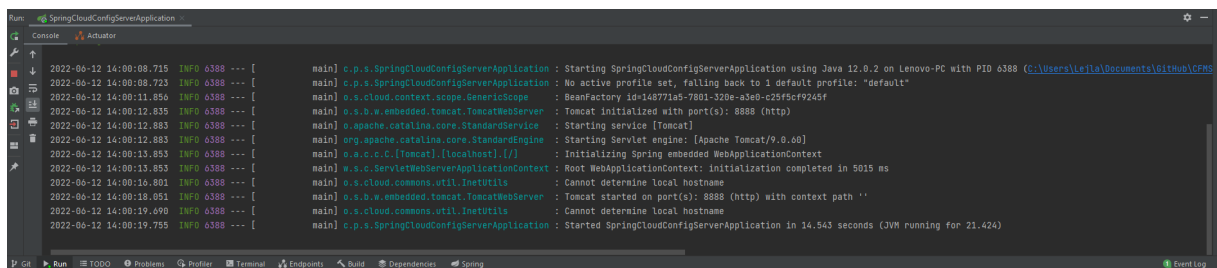 Run: SpringCloudConfigServerApplication ×
Console Actuator
2022-06-12 14:00:08.715 INFO 6388 --- [ main] c.p.s.SpringCloudConfigServerApplication : Starting SpringCloudConfigServerApplication using Java 12.0.2 on Lenovo-PC with PID 6388 (C:\Users\Lejla\Documents\GitHub\CFMS
2022-06-12 14:00:08.723 INFO 6388 --- [ main] c.p.s.SpringCloudConfigServerApplication : No active profile set, falling back to 1 default profile: "default"
2022-06-12 14:00:11.856 INFO 6388 --- [ main] o.s.cloud.context.scope.GenericScope : BeanFactory id=148771a5-7801-320e-a3e0-c25f5cf9245f
2022-06-12 14:00:12.835 INFO 6388 --- [ main] o.s.b.w.embedded.tomcat.TomcatWebServer : Tomcat initialized with port(s): 8888 (http)
2022-06-12 14:00:12.883 INFO 6388 --- [ main] o.apache.catalina.core.StandardService : Starting service [Tomcat]
2022-06-12 14:00:12.883 INFO 6388 --- [ main] org.apache.catalina.core.StandardEngine : Starting Servlet engine: [Apache Tomcat/9.0.60]
2022-06-12 14:00:13.853 INFO 6388 --- [ main] o.a.c.c.C.[Tomcat].[localhost].[/] : Initializing Spring embedded WebApplicationContext
2022-06-12 14:00:13.853 INFO 6388 --- [ main] w.s.c.ServletWebServerApplicationContext : Root WebApplicationContext: initialization completed in 5015 ms
2022-06-12 14:00:16.801 INFO 6388 --- [ main] o.s.cloud.commons.util.InetUtils : Cannot determine local hostname
2022-06-12 14:00:18.051 INFO 6388 --- [ main] o.s.b.w.embedded.tomcat.TomcatWebServer : Tomcat started on port(s): 8888 (http) with context path ''
2022-06-12 14:00:19.690 INFO 6388 --- [ main] o.s.cloud.commons.util.InetUtils : Cannot determine local hostname
2022-06-12 14:00:19.755 INFO 6388 --- [ main] c.p.s.SpringCloudConfigServerApplication : Started SpringCloudConfigServerApplication in 14.543 seconds (JVM running for 21.424)
Git Run TODO Problems Profiler Terminal Endpoints Build Dependencies Spring 1 Event Log